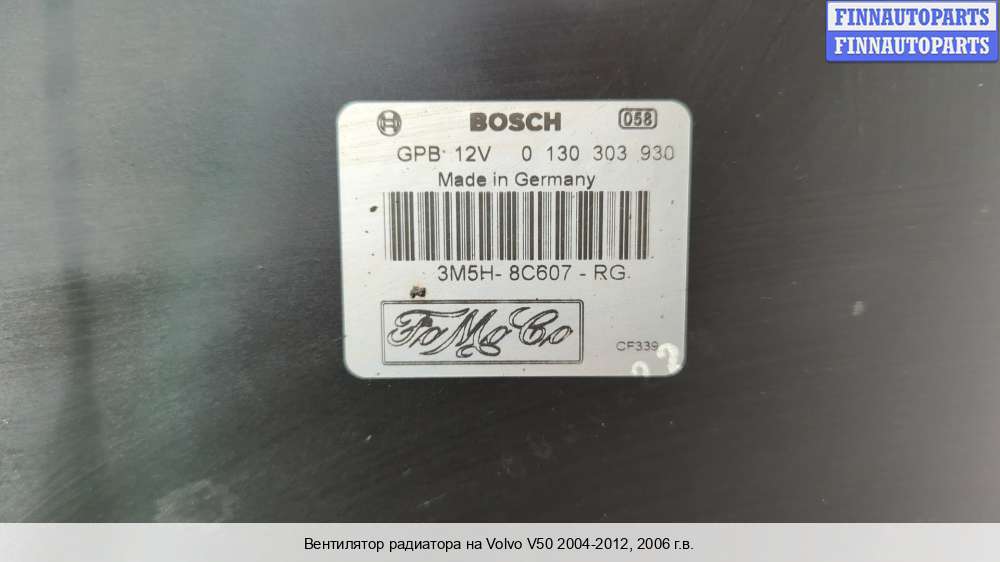 FINNAUTOPARTS
FINNAUTOPARTS
BOSCH 058
GPB 12V 0 130 303 930
Made in Germany
3M5H- 8C607 - RG
FoMoCo
CF339
Вентилятор радиатора на Volvo V50 2004-2012, 2006 г.в.